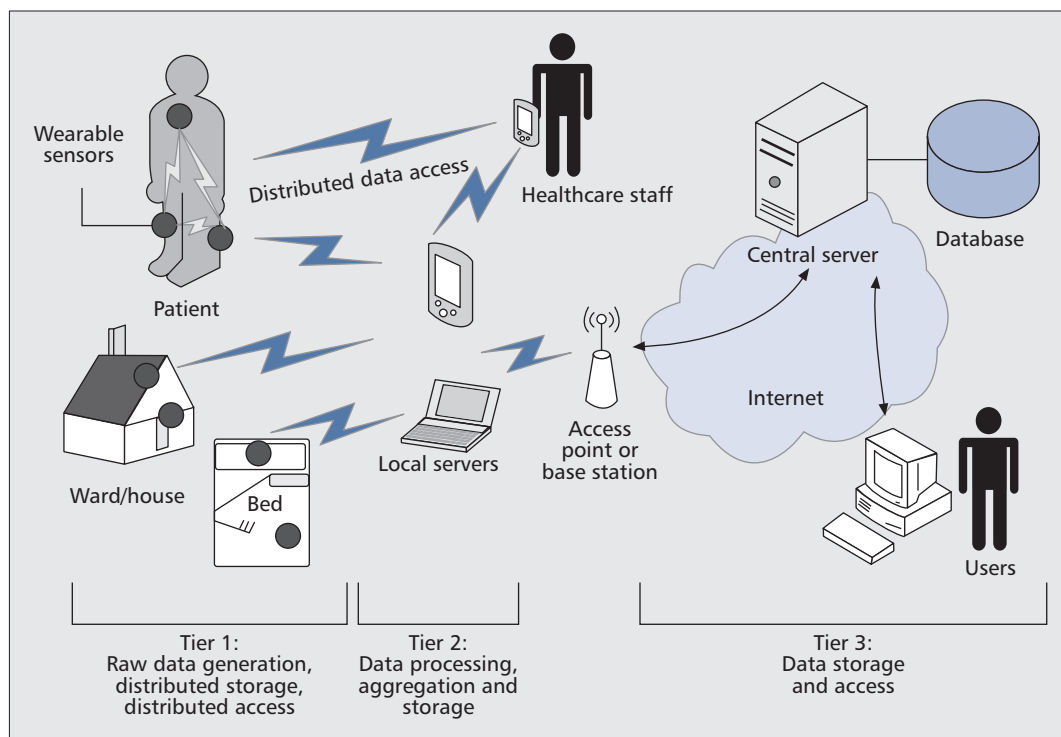 Wearable
sensors
Distributed data access
Healthcare staff
Patient
Central server
Database
Internet
Access
point or
base station
Local servers
Ward/house
Bed
Users
Tier 1:
Raw data generation,
distributed storage,
distributed access
Tier 2:
Data processing,
aggregation and
storage
Tier 3:
Data storage
and access